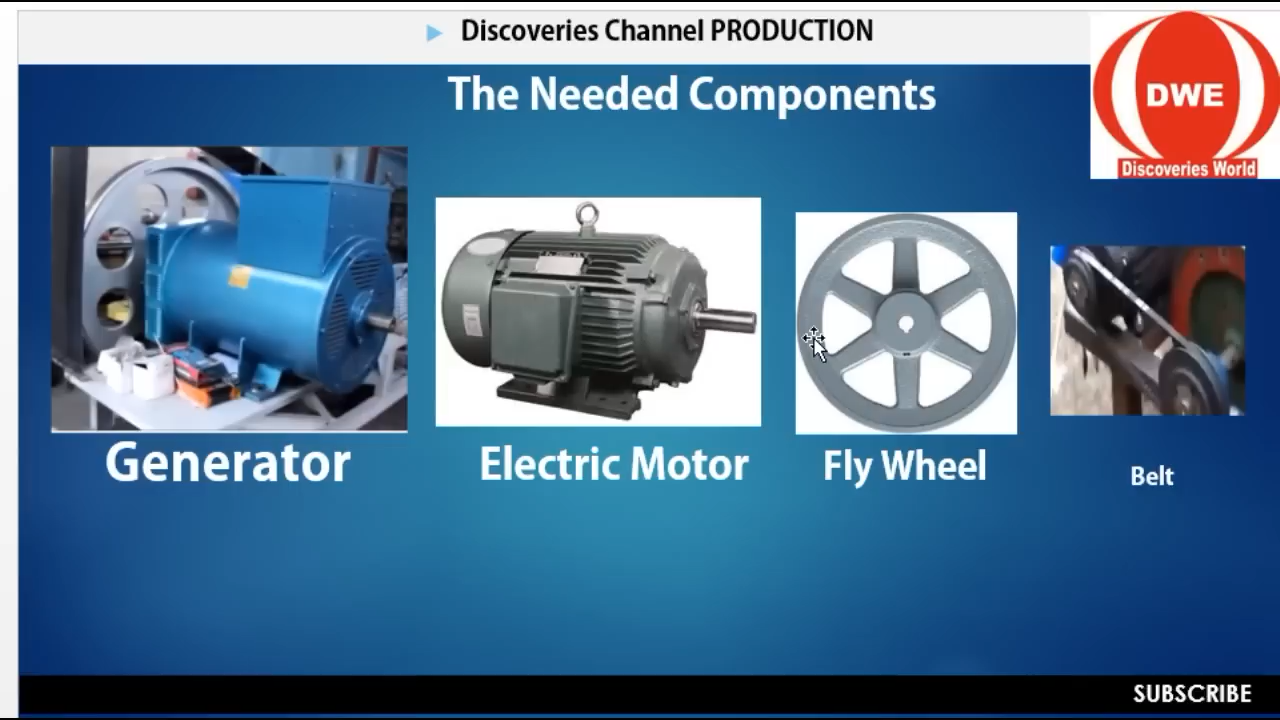 Discoveries Channel PRODUCTION
DWE
Discoveries World
The Needed Components
Generator
Electric Motor
Fly Wheel
Belt
SUBSCRIBE